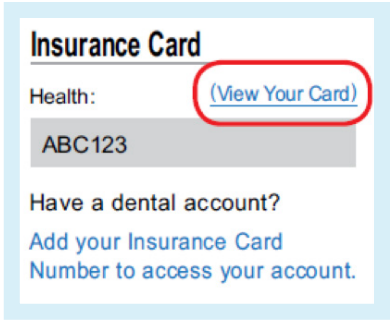 Insurance Card
Health: (View Your Card)
ABC123
Have a dental account?
Add your Insurance Card
Number to access your account.